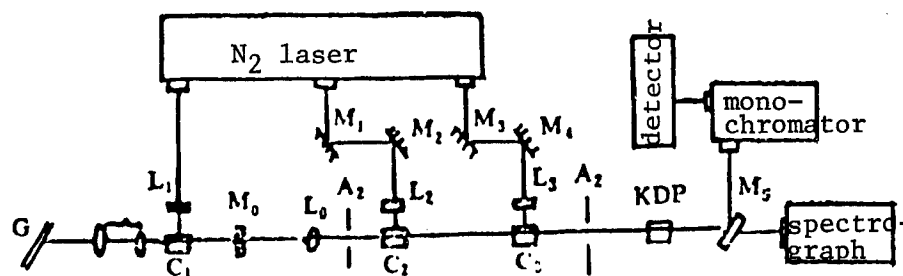 N₂ laser
detector
mono-
chromator
M₁
M₂
M₃
M₄
L₁
M₀
L₀
A₂
L₂
L₃
A₂
KDP
M₅
G
C₁
C₂
spectro-
graph